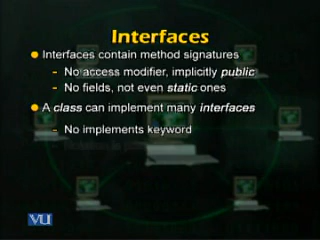 Interfaces
Interfaces contain method signatures
- No access modifier, implicitly public
- No fields, not even static ones
A class can implement many interfaces
- No implements keyword
VU